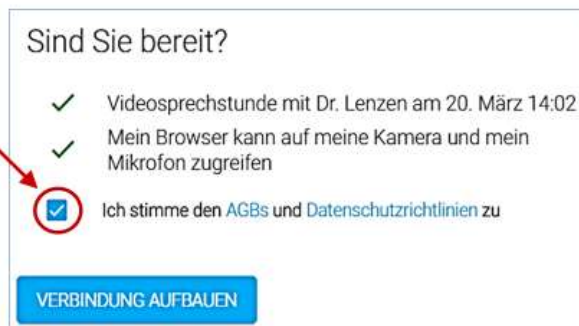 Sind Sie bereit?
Videosprechstunde mit Dr. Lenzen am 20. März 14:02
Mein Browser kann auf meine Kamera und mein
Mikrofon zugreifen
Ich stimme den AGBs und Datenschutzrichtlinien zu
VERBINDUNG AUFBAUEN